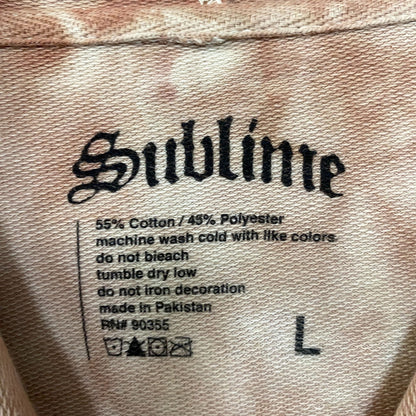 Sublime
55% Cotton / 45% Polyester
machine wash cold with like colors
do not bleach
tumble dry low
do not iron decoration
made in Pakistan
RN# 90355
L